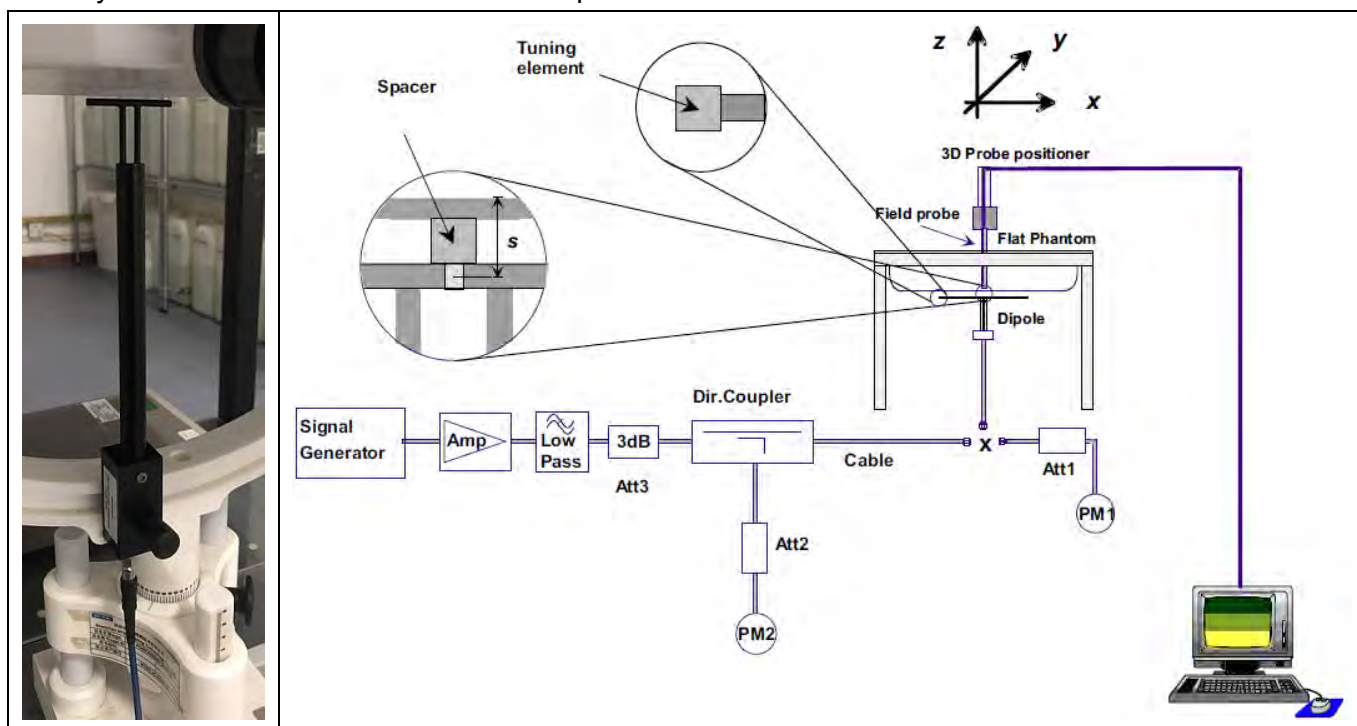 Tuning
element
Spacer
s
z
y
x
3D Probe positioner
Field probe
Flat Phantom
Dipole
Signal
Generator
Amp
Low
Pass
3dB
Att3
Dir.Coupler
Cable
x
Att1
PM1
Att2
PM2